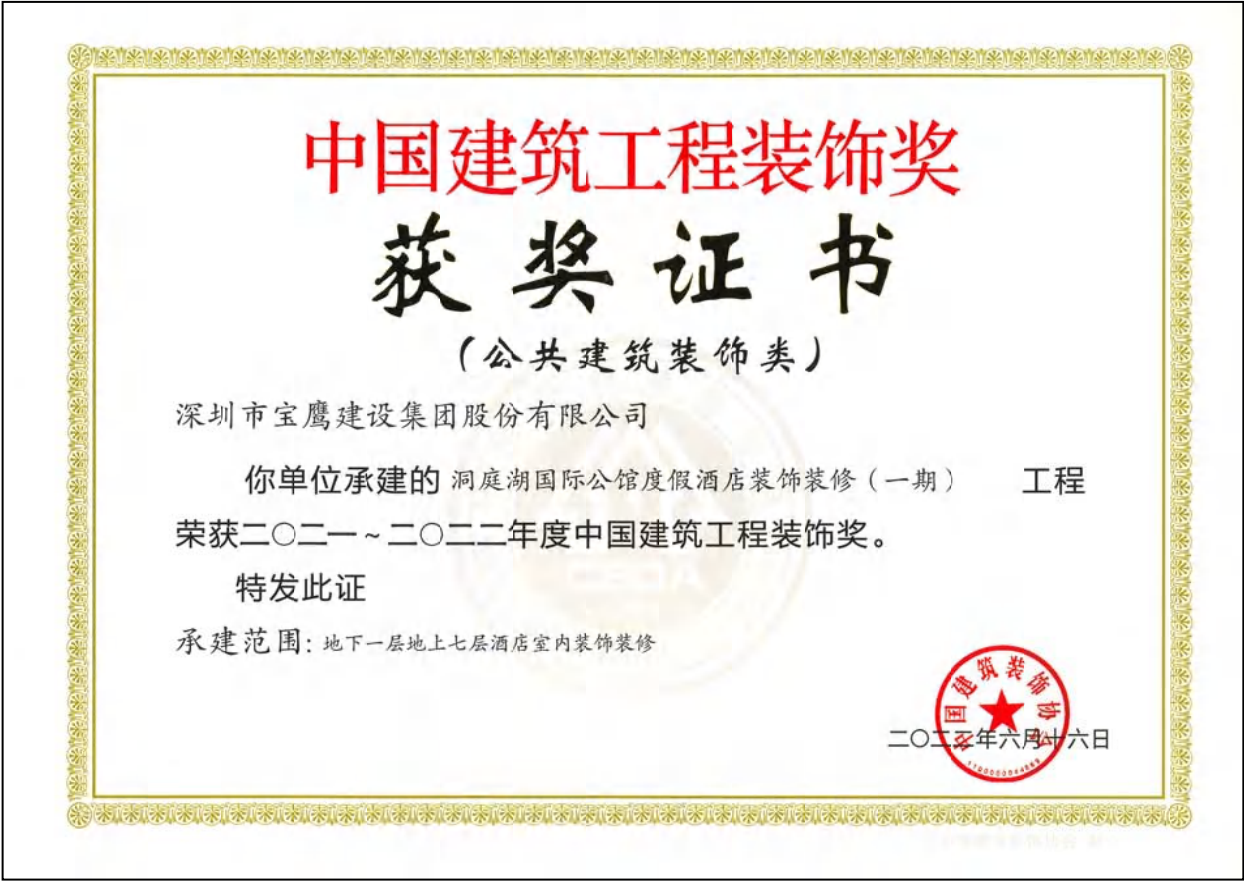 中国建筑工程装饰奖
获奖证书
（公共建筑装饰类）
深圳市宝鹰建设集团股份有限公司
你单位承建的 洞庭湖国际公馆度假酒店装饰装修（一期） 工程
荣获二〇二一～二〇二二年度中国建筑工程装饰奖。
特发此证
承建范围：地下一层地上七层酒店室内装饰装修
中国建筑装饰协会
六月十六日
CBDA